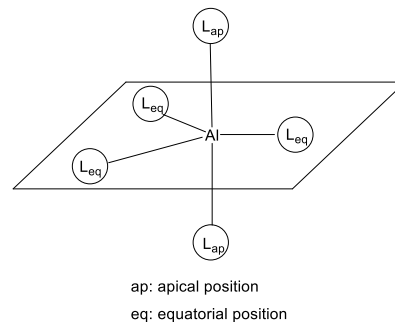 Lap
Leq
Al
Leq
Leq
Lap
ap: apical position
eq: equatorial position